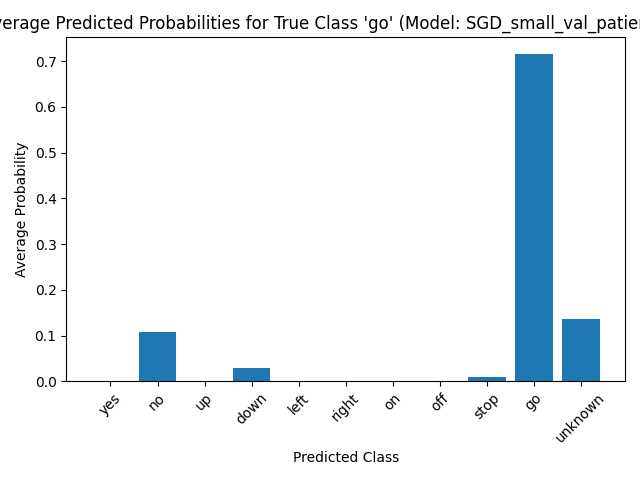 verage Predicted Probabilities for True Class 'go' (Model: SGD_small_val_patien
Average Probability
0.7
0.6
0.5
0.4
0.3
0.2
0.1
0.0
yes no up down left right on off stop go unknown
Predicted Class